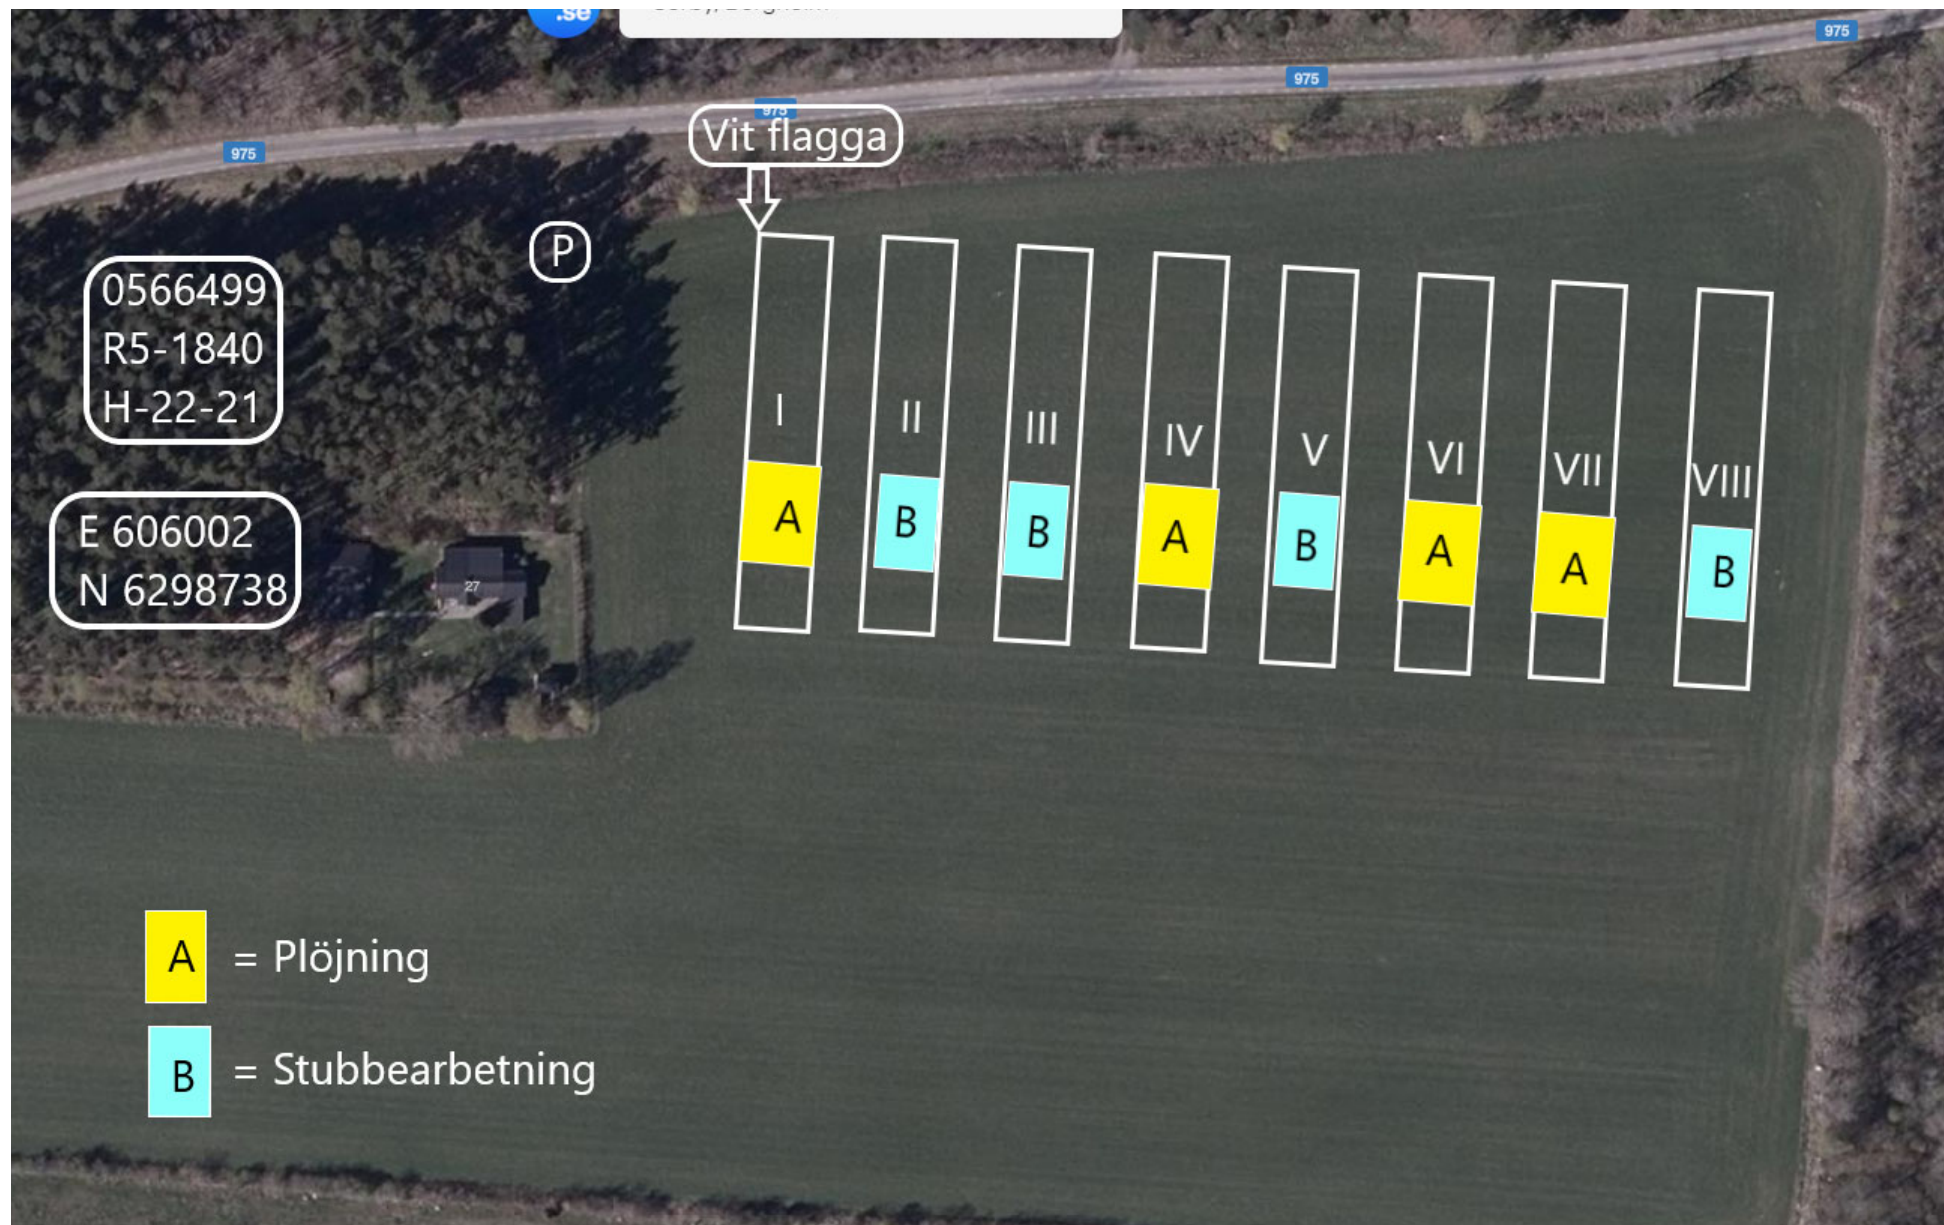 .se
975
975
975
975
Vit flagga
P
0566499
R5-1840
H-22-21
E 606002
N 6298738
27
I
II
III
IV
V
VI
VII
VIII
A
B
B
A
B
A
A
B
A = Plöjning
B = Stubbearbetning